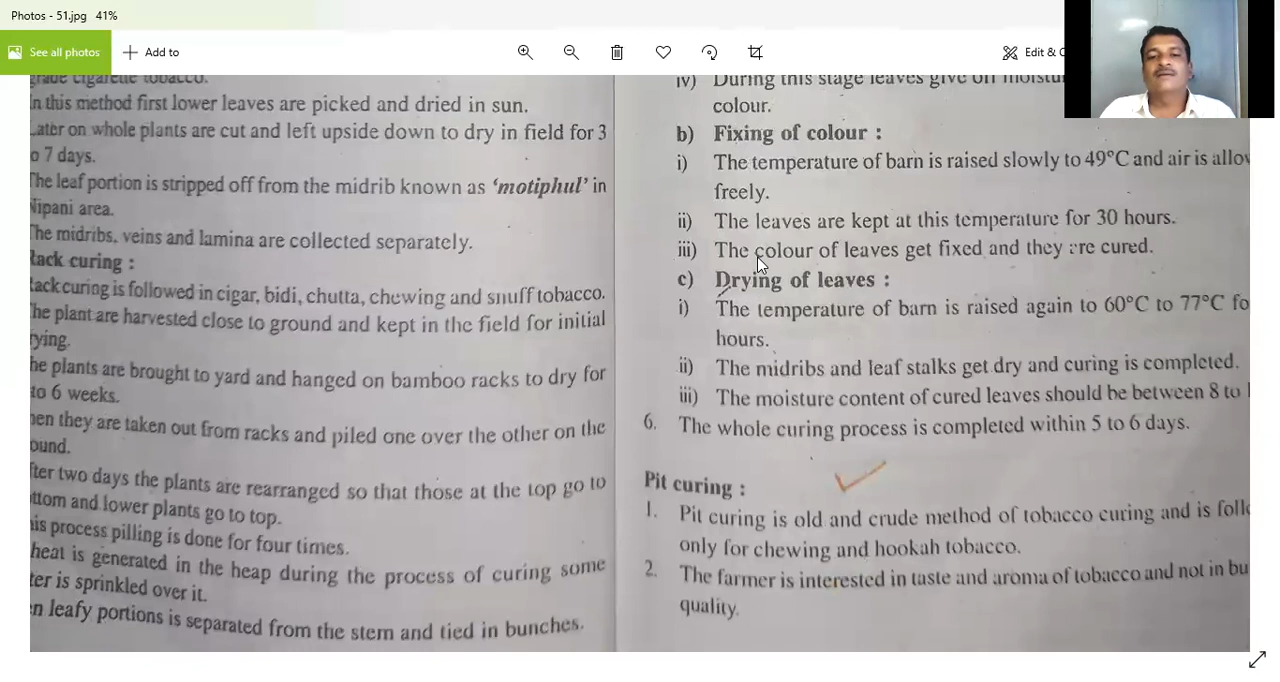 Photos - 51.jpg 41%
See all photos
Add to
Edit &
grade cigarette tobacco.
In this method first lower leaves are picked and dried in sun.
Later on whole plants are cut and left upside down to dry in field for 3
o 7 days.
The leaf portion is stripped off from the midrib known as ‘motiphul’ in
Nipani area.
The midribs, veins and lamina are collected separately.
Rack curing :
Rack curing is followed in cigar, bidi, chutta, chewing and snuff tobacco.
The plant are harvested close to ground and kept in the field for initial
rying.
he plants are brought to yard and hanged on bamboo racks to dry for
to 6 weeks.
hen they are taken out from racks and piled one over the other on the
ound.
fter two days the plants are rearranged so that those at the top go to
ttom and lower plants go to top.
his process pilling is done for four times.
heat is generated in the heap during the process of curing some
ter is sprinkled over it.
en leafy portions is separated from the stem and tied in bunches.
iv) During this stage leaves give off
colour.
b) Fixing of colour :
i) The temperature of barn is raised slowly to 49°C and air is
freely.
ii) The leaves are kept at this temperature for 30 hours.
iii) The colour of leaves get fixed and they are cured.
c) Drying of leaves :
i) The temperature of barn is raised again to 60°C to 77°C fo
hours.
ii) The midribs and leaf stalks get dry and curing is completed.
iii) The moisture content of cured leaves should be between 8 to
6. The whole curing process is completed within 5 to 6 days.
Pit curing :
1. Pit curing is old and crude method of tobacco curing and is
only for chewing and hookah tobacco.
2. The farmer is interested in taste and aroma of tobacco and not in bu
quality.